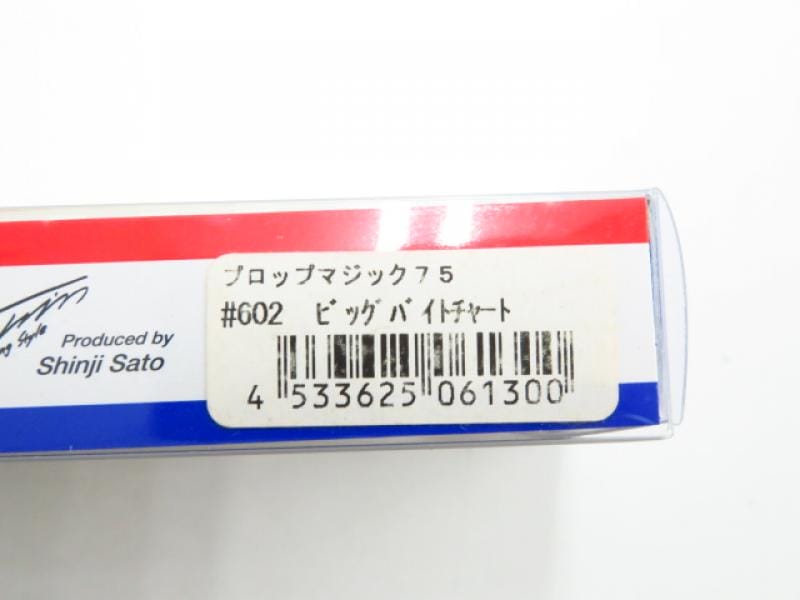 プロップマジック７５
#602 ビッグバイトチャート
4 533625 061300
Produced by
Shinji Sato